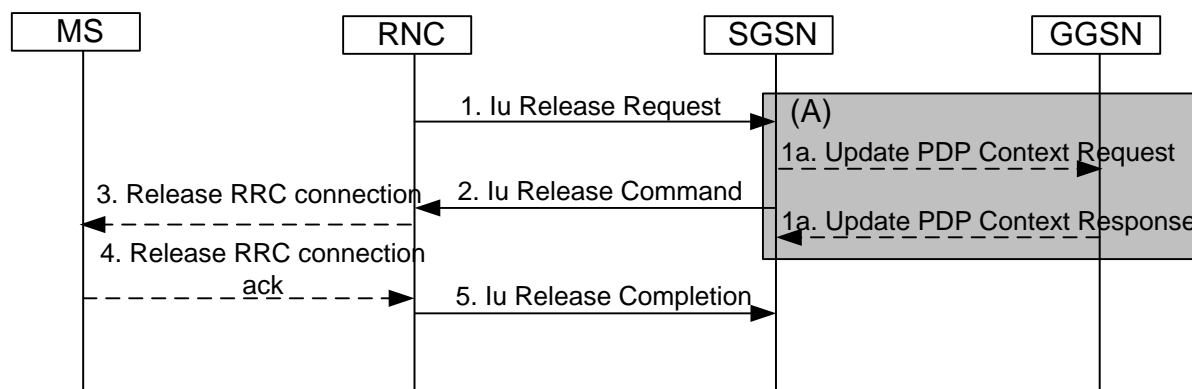 MS
RNC
SGSN
GGSN
1. Iu Release Request
(A)
1a. Update PDP Context Request
3. Release RRC connection
2. Iu Release Command
1a. Update PDP Context Response
4. Release RRC connection
ack
5. Iu Release Completion